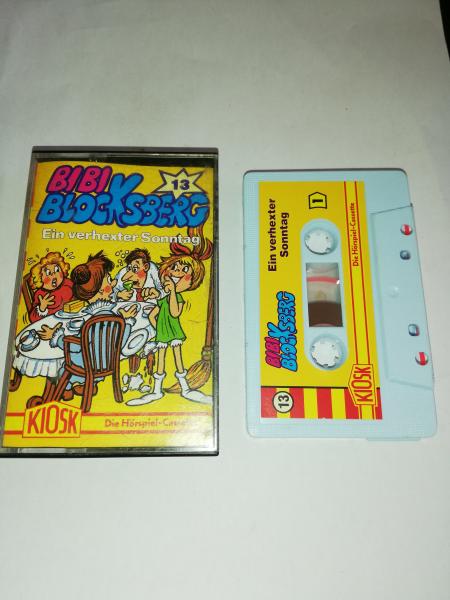 BIBI
BLOCKSBERG
13
Ein verhexter Sonntag
KIOSK
Die Hörspiel-Cassette
Ein verhexter
Sonntag
1
Die Hörspiel-Cassette
BIBI
BLOCKSBERG
13
KIOSK